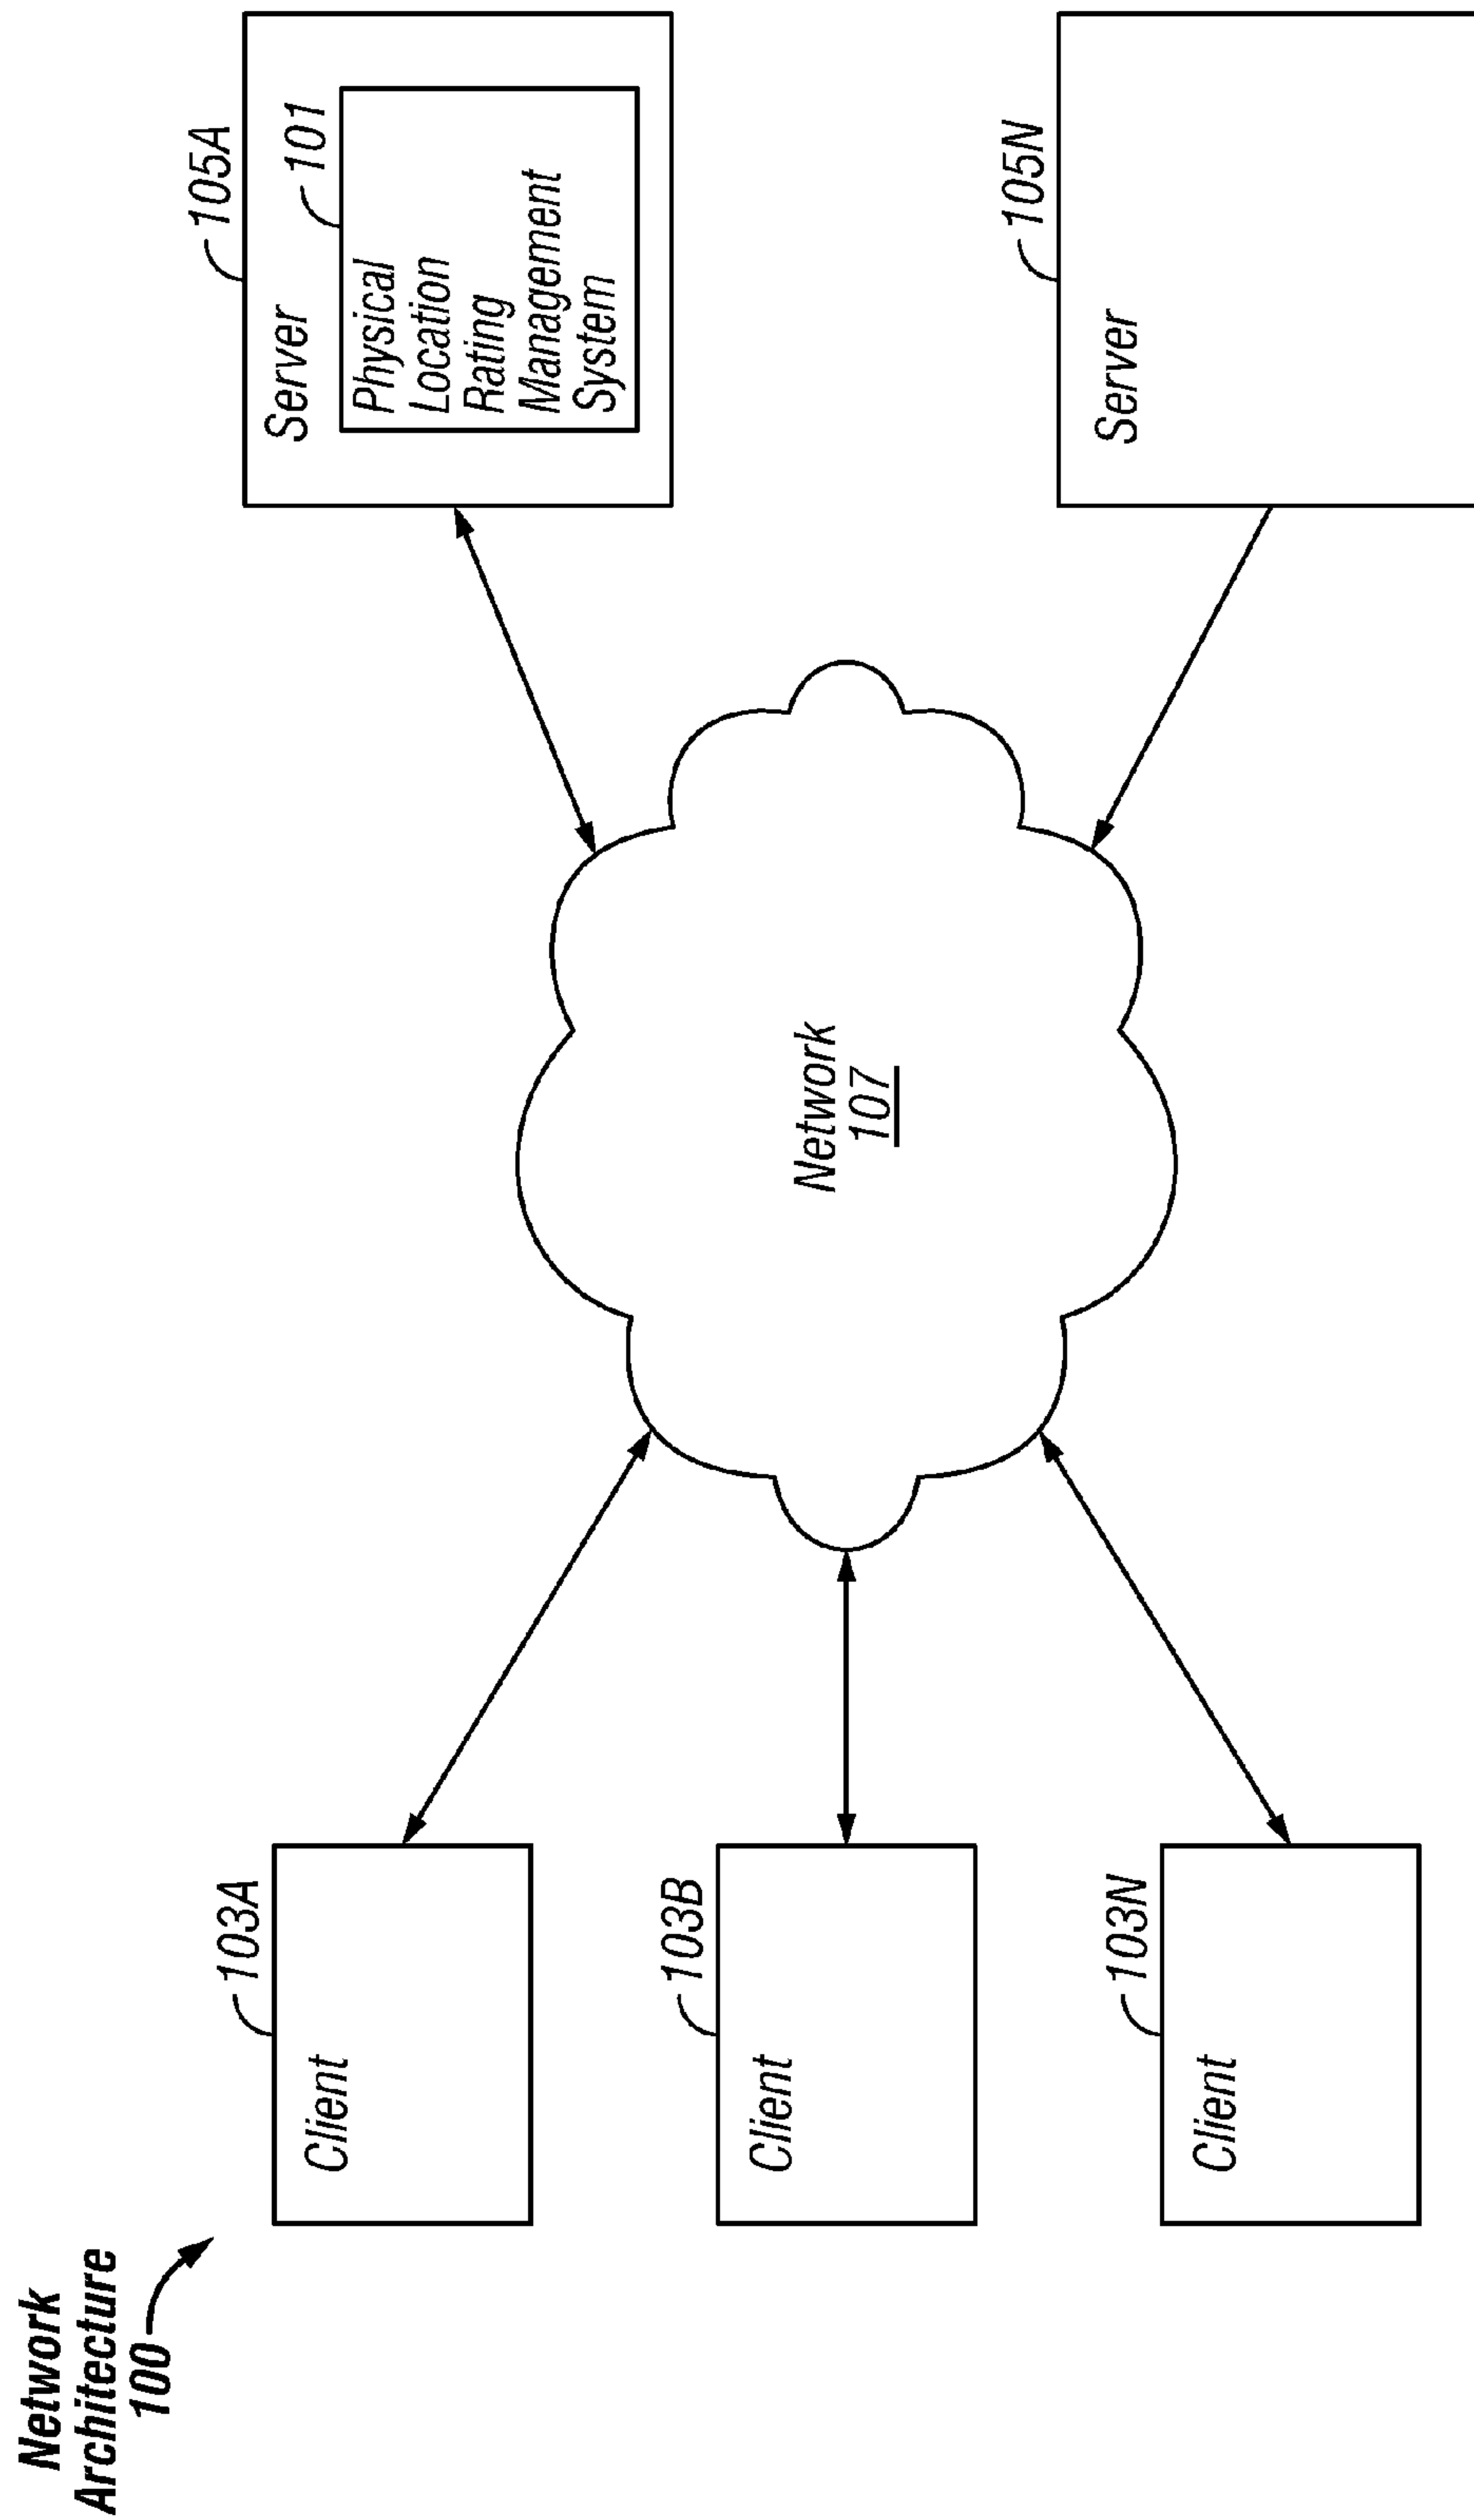 Network
Architecture
100
103A
Client
103B
Client
103N
Client
Network
107
105A
Server
101
Physical
Location
Rating
Management
System
105N
Server